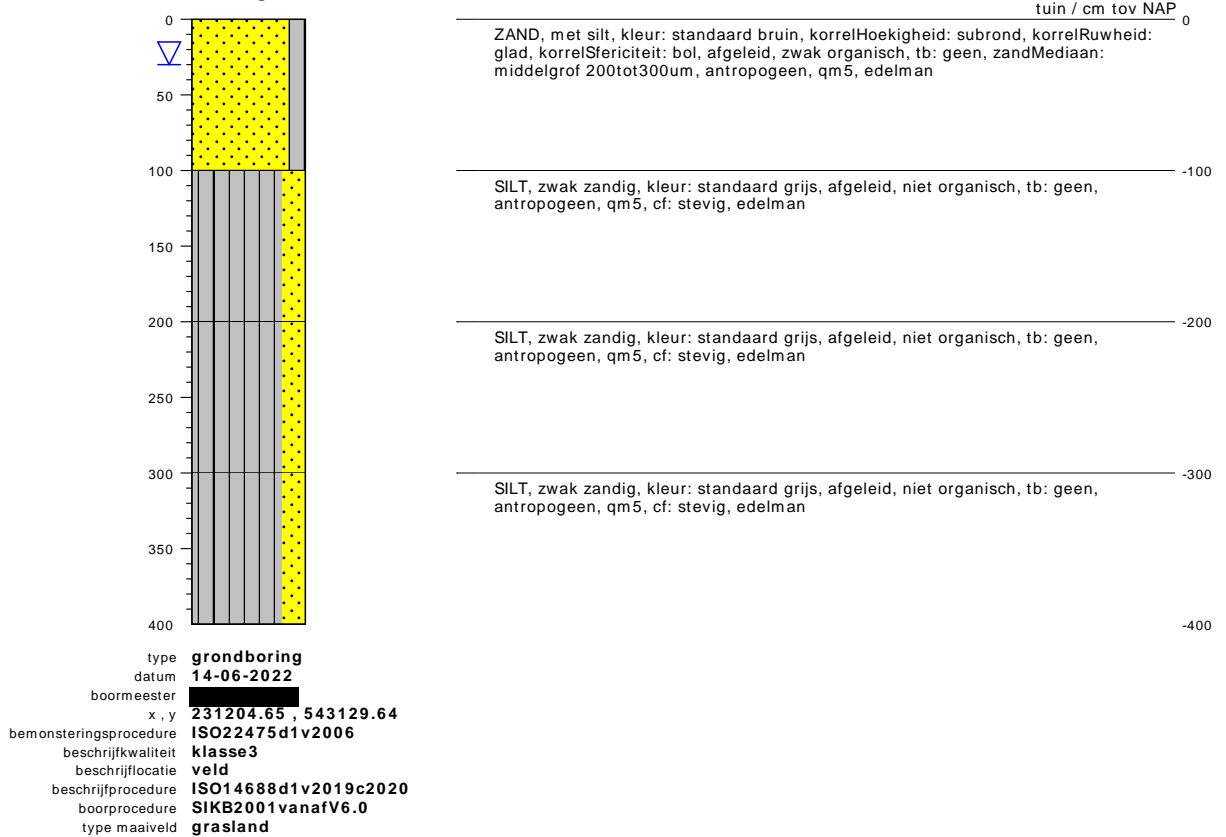 tuin / cm tov NAP
0
0
ZAND, met silt, kleur: standaard bruin, korrelHoekigheid: subrond, korrelRuwheid:
glad, korrelSfericiteit: bol, afgeleid, zwak organisch, tb: geen, zandMediaan:
middelgrof 200tot300um, antropogeen, qm5, edelman
50
100
-100
SILT, zwak zandig, kleur: standaard grijs, afgeleid, niet organisch, tb: geen,
antropogeen, qm5, cf: stevig, edelman
150
200
-200
SILT, zwak zandig, kleur: standaard grijs, afgeleid, niet organisch, tb: geen,
antropogeen, qm5, cf: stevig, edelman
250
300
-300
SILT, zwak zandig, kleur: standaard grijs, afgeleid, niet organisch, tb: geen,
antropogeen, qm5, cf: stevig, edelman
350
400
-400
type grondboring
datum 14-06-2022
boormeester
x , y 231204.65 , 543129.64
bemonsteringsprocedure ISO22475d1v2006
beschrijfkwaliteit klasse3
beschrijflocatie veld
beschrijfprocedure ISO14688d1v2019c2020
boorprocedure SIKB2001vanafV6.0
type maaiveld grasland